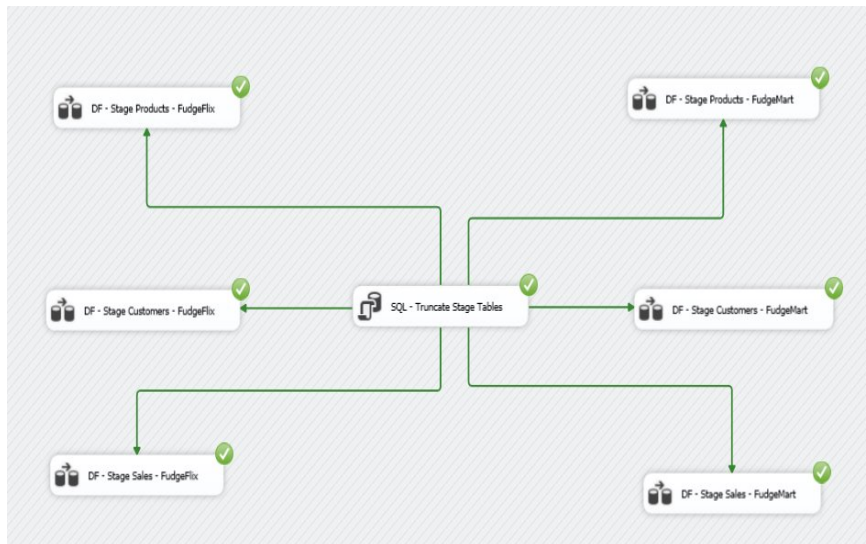 DF - Stage Products - FudgeFlix
DF - Stage Products - FudgeMart
DF - Stage Customers - FudgeFlix
SQL - Truncate Stage Tables
DF - Stage Customers - FudgeMart
DF - Stage Sales - FudgeFlix
DF - Stage Sales - FudgeMart